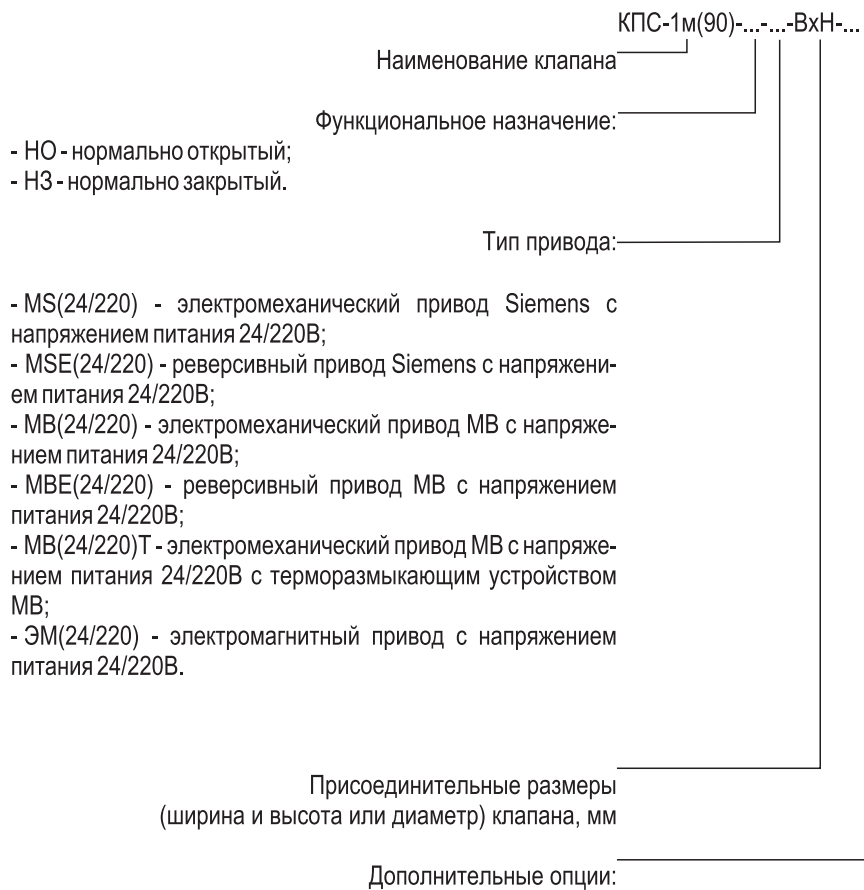 КПС-1м(90)-...-...-ВхН-...
Наименование клапана
Функциональное назначение:
- НО - нормально открытый;
- НЗ - нормально закрытый.
Тип привода:
- MS(24/220) - электромеханический привод Siemens с
напряжением питания 24/220В;
- MSE(24/220) - реверсивный привод Siemens с напряжени-
ем питания 24/220В;
- МВ(24/220) - электромеханический привод МВ с напряже-
нием питания 24/220В;
- МВЕ(24/220) - реверсивный привод МВ с напряжением
питания 24/220В;
- МВ(24/220)Т - электромеханический привод МВ с напряже-
нием питания 24/220В с терморазмыкающим устройством
МВ;
- ЭМ(24/220) - электромагнитный привод с напряжением
питания 24/220В.
Присоединительные размеры
(ширина и высота или диаметр) клапана, мм
Дополнительные опции: